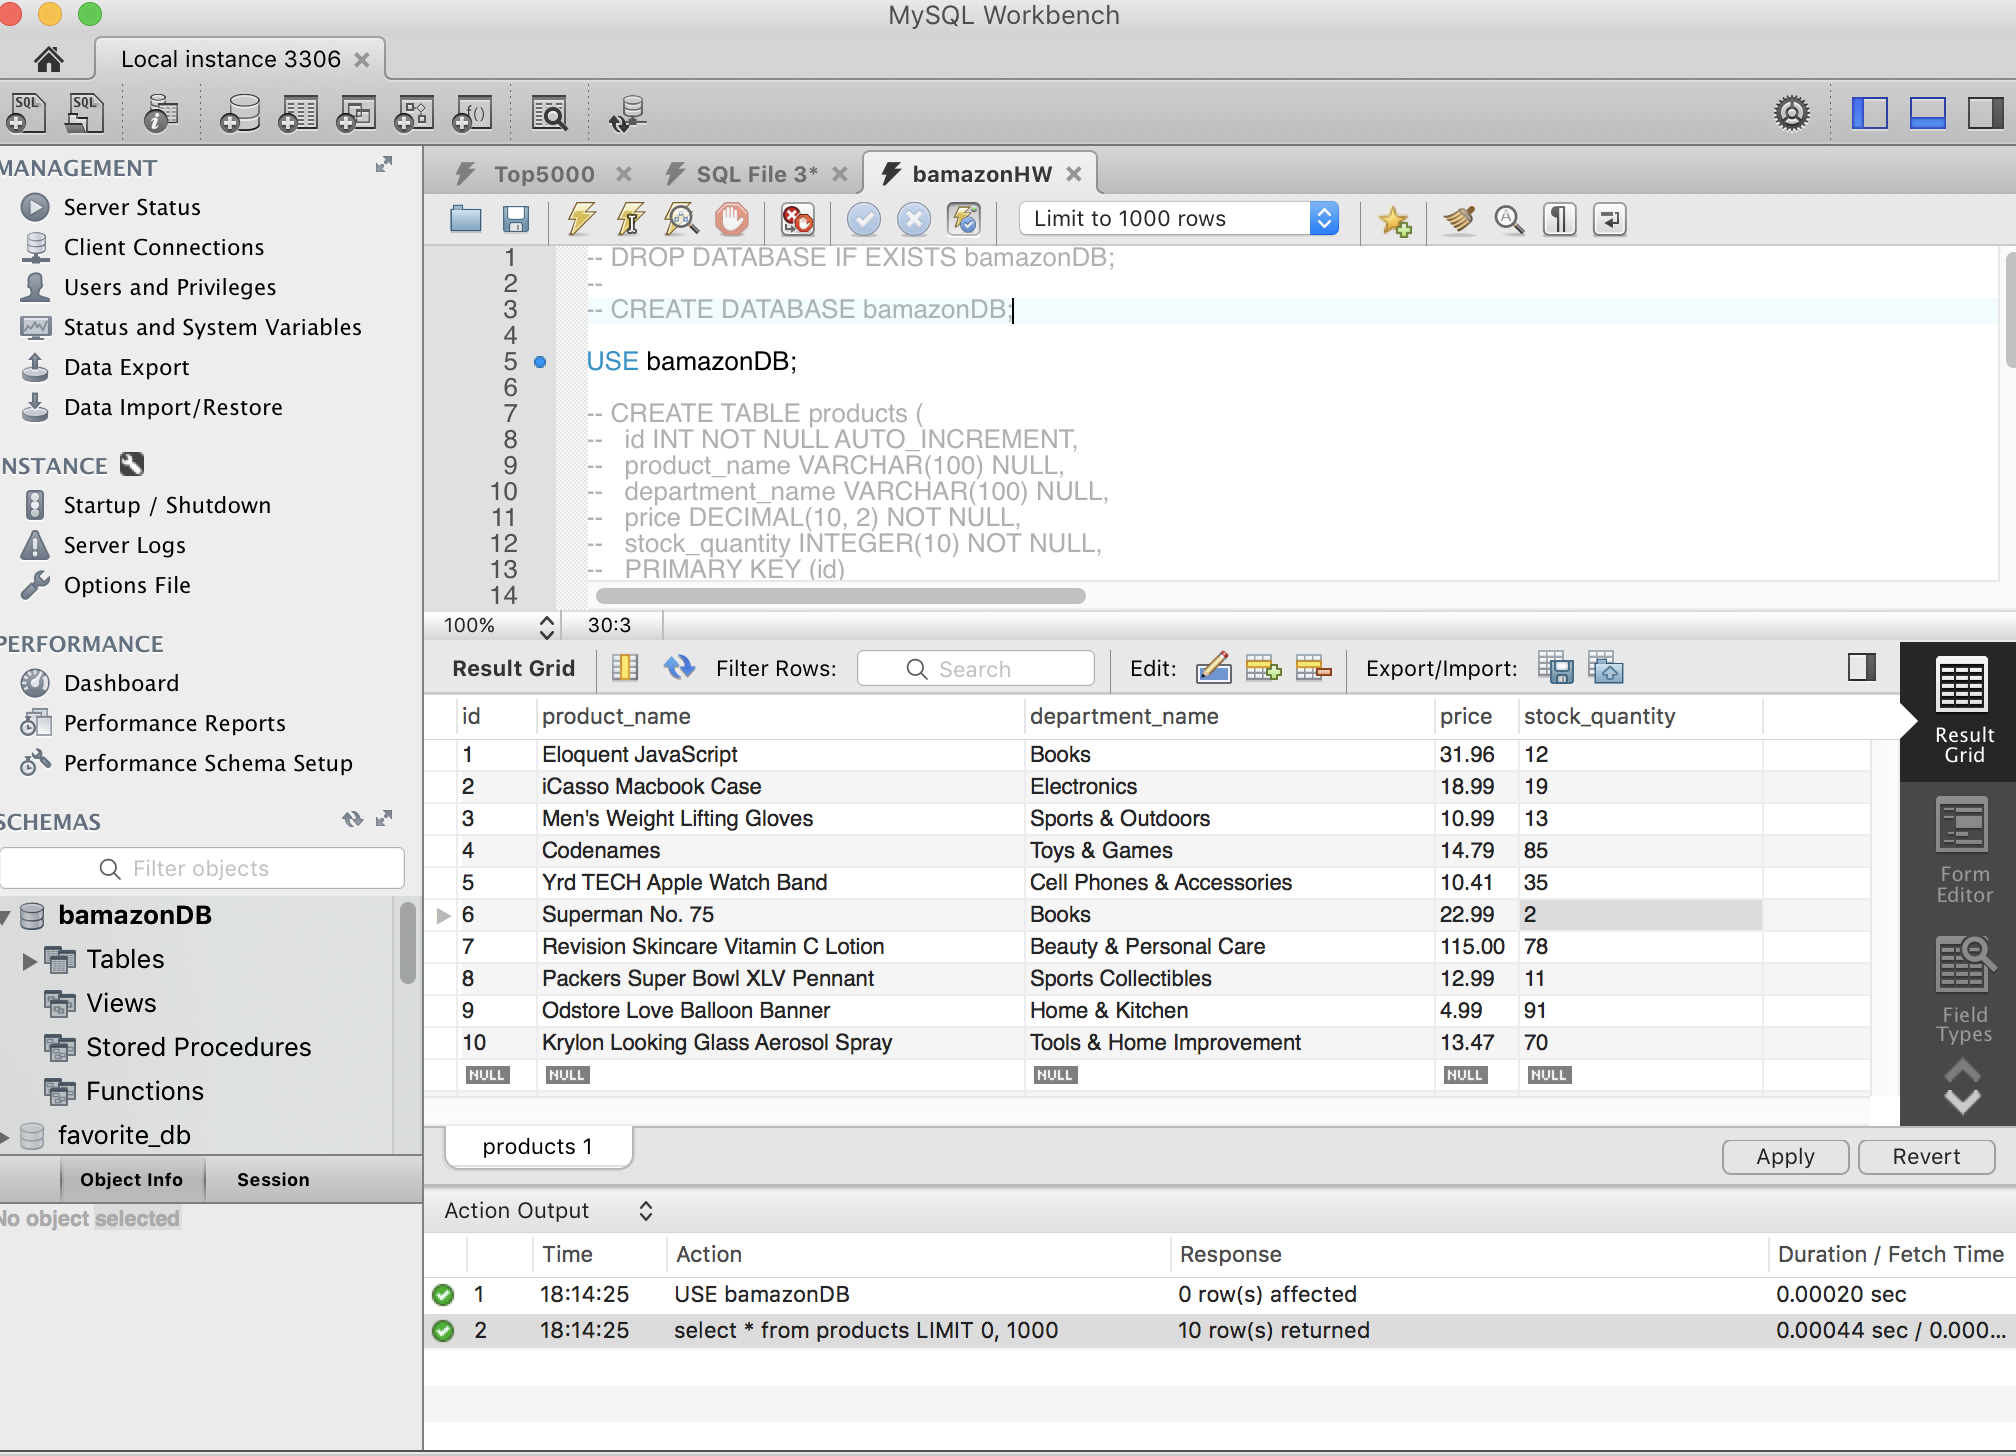 MySQL Workbench
Local instance 3306
MANAGEMENT
Server Status
Client Connections
Users and Privileges
Status and System Variables
Data Export
Data Import/Restore
NSTANCE
Startup / Shutdown
Server Logs
Options File
PERFORMANCE
Dashboard
Performance Reports
Performance Schema Setup
SCHEMAS
Filter objects
bamazonDB
Tables
Views
Stored Procedures
Functions
favorite_db
Object Info Session
No object selected
SQL SQL
Top5000 SQL File 3* bamazonHW
Limit to 1000 rows
1 -- DROP DATABASE IF EXISTS bamazonDB;
2 --
3 -- CREATE DATABASE bamazonDB;
4
5 USE bamazonDB;
6
7 -- CREATE TABLE products (
8 -- id INT NOT NULL AUTO_INCREMENT,
9 -- product_name VARCHAR(100) NULL,
10 -- department_name VARCHAR(100) NULL,
11 -- price DECIMAL(10, 2) NOT NULL,
12 -- stock_quantity INTEGER(10) NOT NULL,
13 -- PRIMARY KEY (id)
14
100% 30:3
Result Grid Filter Rows: Search Edit: Export/Import:
id product_name department_name price stock_quantity
1 Eloquent JavaScript Books 31.96 12
2 iCasso Macbook Case Electronics 18.99 19
3 Men's Weight Lifting Gloves Sports & Outdoors 10.99 13
4 Codenames Toys & Games 14.79 85
5 Yrd TECH Apple Watch Band Cell Phones & Accessories 10.41 35
6 Superman No. 75 Books 22.99 2
7 Revision Skincare Vitamin C Lotion Beauty & Personal Care 115.00 78
8 Packers Super Bowl XLV Pennant Sports Collectibles 12.99 11
9 Odstore Love Balloon Banner Home & Kitchen 4.99 91
10 Krylon Looking Glass Aerosol Spray Tools & Home Improvement 13.47 70
NULL NULL NULL NULL NULL
Result
Grid
Form
Editor
Field
Types
products 1
Apply Revert
Action Output
Time Action Response Duration / Fetch Time
1 18:14:25 USE bamazonDB 0 row(s) affected 0.00020 sec
2 18:14:25 select * from products LIMIT 0, 1000 10 row(s) returned 0.00044 sec / 0.000...